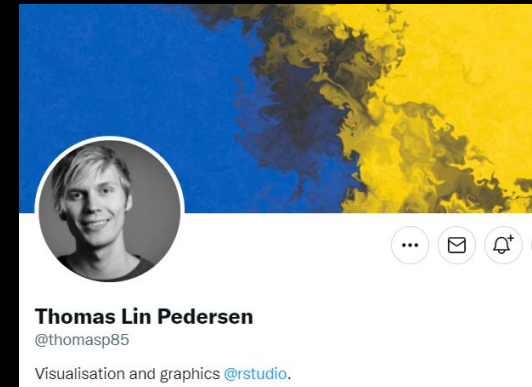 Thomas Lin Pedersen
@thomasp85
Visualisation and graphics @rstudio.